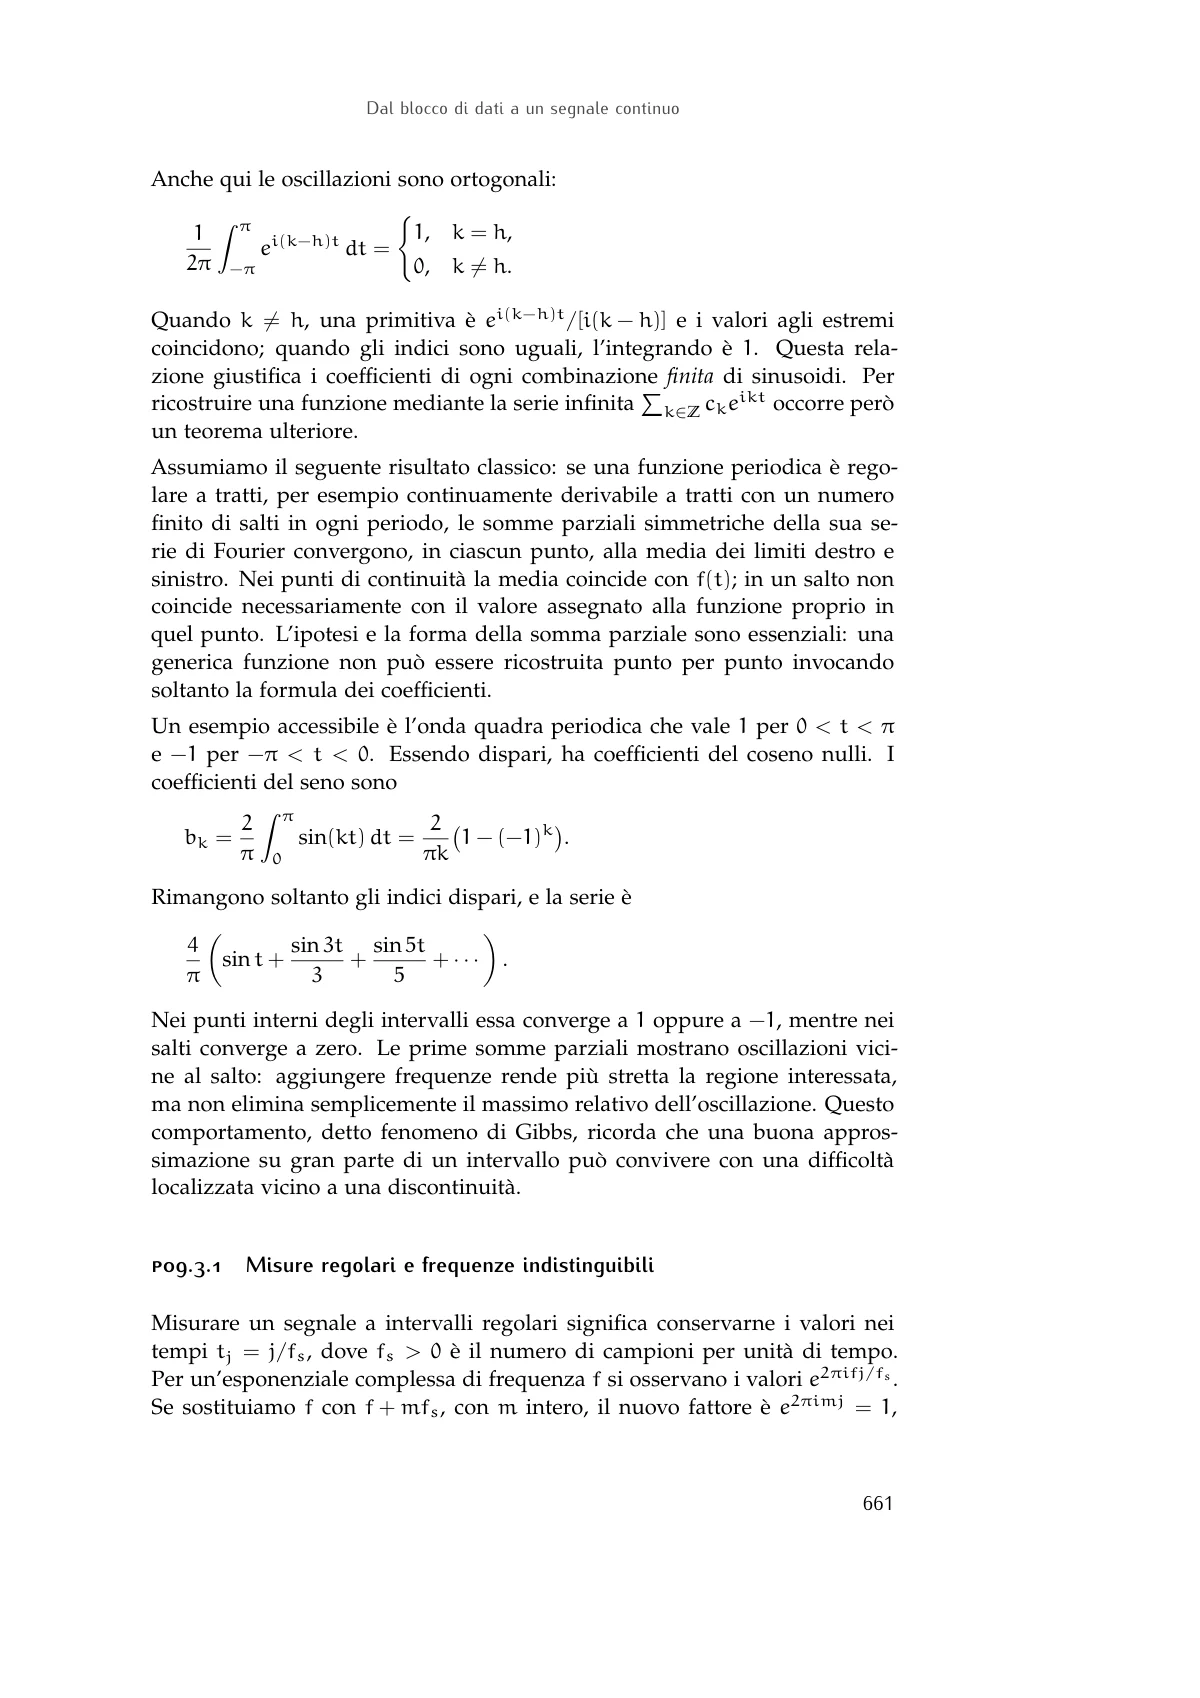 Dal blocco di dati a un segnale continuo
Anche qui le oscillazioni sono ortogonali:
\frac{1}{2π} \int_{-π}^{π} e^{i(k−h)t} dt = \begin{cases} 1, & k = h, \\ 0, & k ≠ h. \end{cases}
Quando k ≠ h, una primitiva è e^{i(k−h)t}/[i(k − h)] e i valori agli estremi
coincidono; quando gli indici sono uguali, l'integrando è 1. Questa rela-
zione giustifica i coefficienti di ogni combinazione finita di sinusoidi. Per
ricostruire una funzione mediante la serie infinita ∑_{k∈ℤ} c_k e^{ikt} occorre però
un teorema ulteriore.
Assumiamo il seguente risultato classico: se una funzione periodica è rego-
lare a tratti, per esempio continuamente derivabile a tratti con un numero
finito di salti in ogni periodo, le somme parziali simmetriche della sua se-
rie di Fourier convergono, in ciascun punto, alla media dei limiti destro e
sinistro. Nei punti di continuità la media coincide con f(t); in un salto non
coincide necessariamente con il valore assegnato alla funzione proprio in
quel punto. L'ipotesi e la forma della somma parziale sono essenziali: una
generica funzione non può essere ricostruita punto per punto invocando
soltanto la formula dei coefficienti.
Un esempio accessibile è l'onda quadra periodica che vale 1 per 0 < t < π
e −1 per −π < t < 0. Essendo dispari, ha coefficienti del coseno nulli. I
coefficienti del seno sono
b_k = \frac{2}{π} \int_0^{π} sin(kt) dt = \frac{2}{πk} (1 − (−1)^k).
Rimangono soltanto gli indici dispari, e la serie è
\frac{4}{π} ( sin t + \frac{sin 3t}{3} + \frac{sin 5t}{5} + ··· ) .
Nei punti interni degli intervalli essa converge a 1 oppure a −1, mentre nei
salti converge a zero. Le prime somme parziali mostrano oscillazioni vici-
ne al salto: aggiungere frequenze rende più stretta la regione interessata,
ma non elimina semplicemente il massimo relativo dell'oscillazione. Questo
comportamento, detto fenomeno di Gibbs, ricorda che una buona appros-
simazione su gran parte di un intervallo può convivere con una difficoltà
localizzata vicino a una discontinuità.
P09.3.1 Misure regolari e frequenze indistinguibili
Misurare un segnale a intervalli regolari significa conservarne i valori nei
tempi t_j = j/f_s, dove f_s > 0 è il numero di campioni per unità di tempo.
Per un'esponenziale complessa di frequenza f si osservano i valori e^{2πifj/f_s}.
Se sostituiamo f con f + mf_s, con m intero, il nuovo fattore è e^{2πimj} = 1,
661